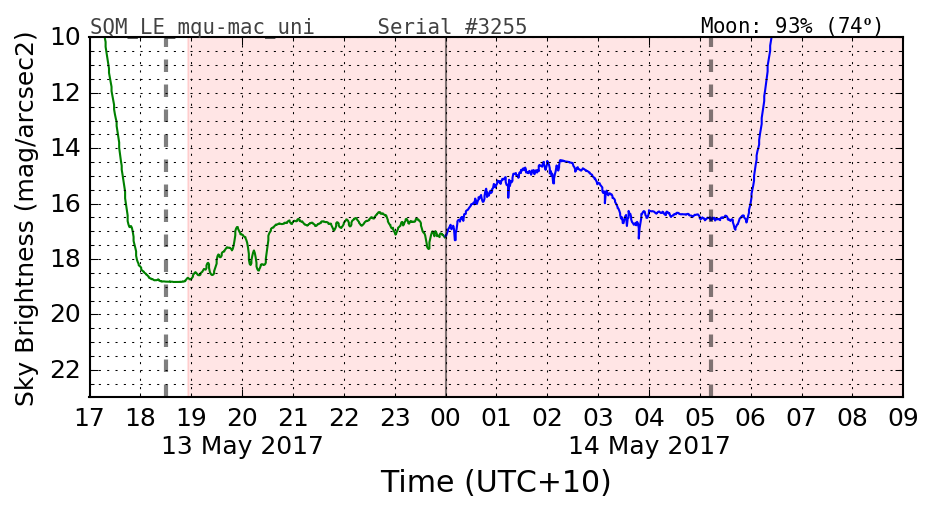 SQM_LE_mqu-mac_uni Serial #3255 Moon: 93% (74°)
Sky Brightness (mag/arcsec2)
10
12
14
16
18
20
22
17 18 19 20 21 22 23 00 01 02 03 04 05 06 07 08 09
13 May 2017 14 May 2017
Time (UTC+10)